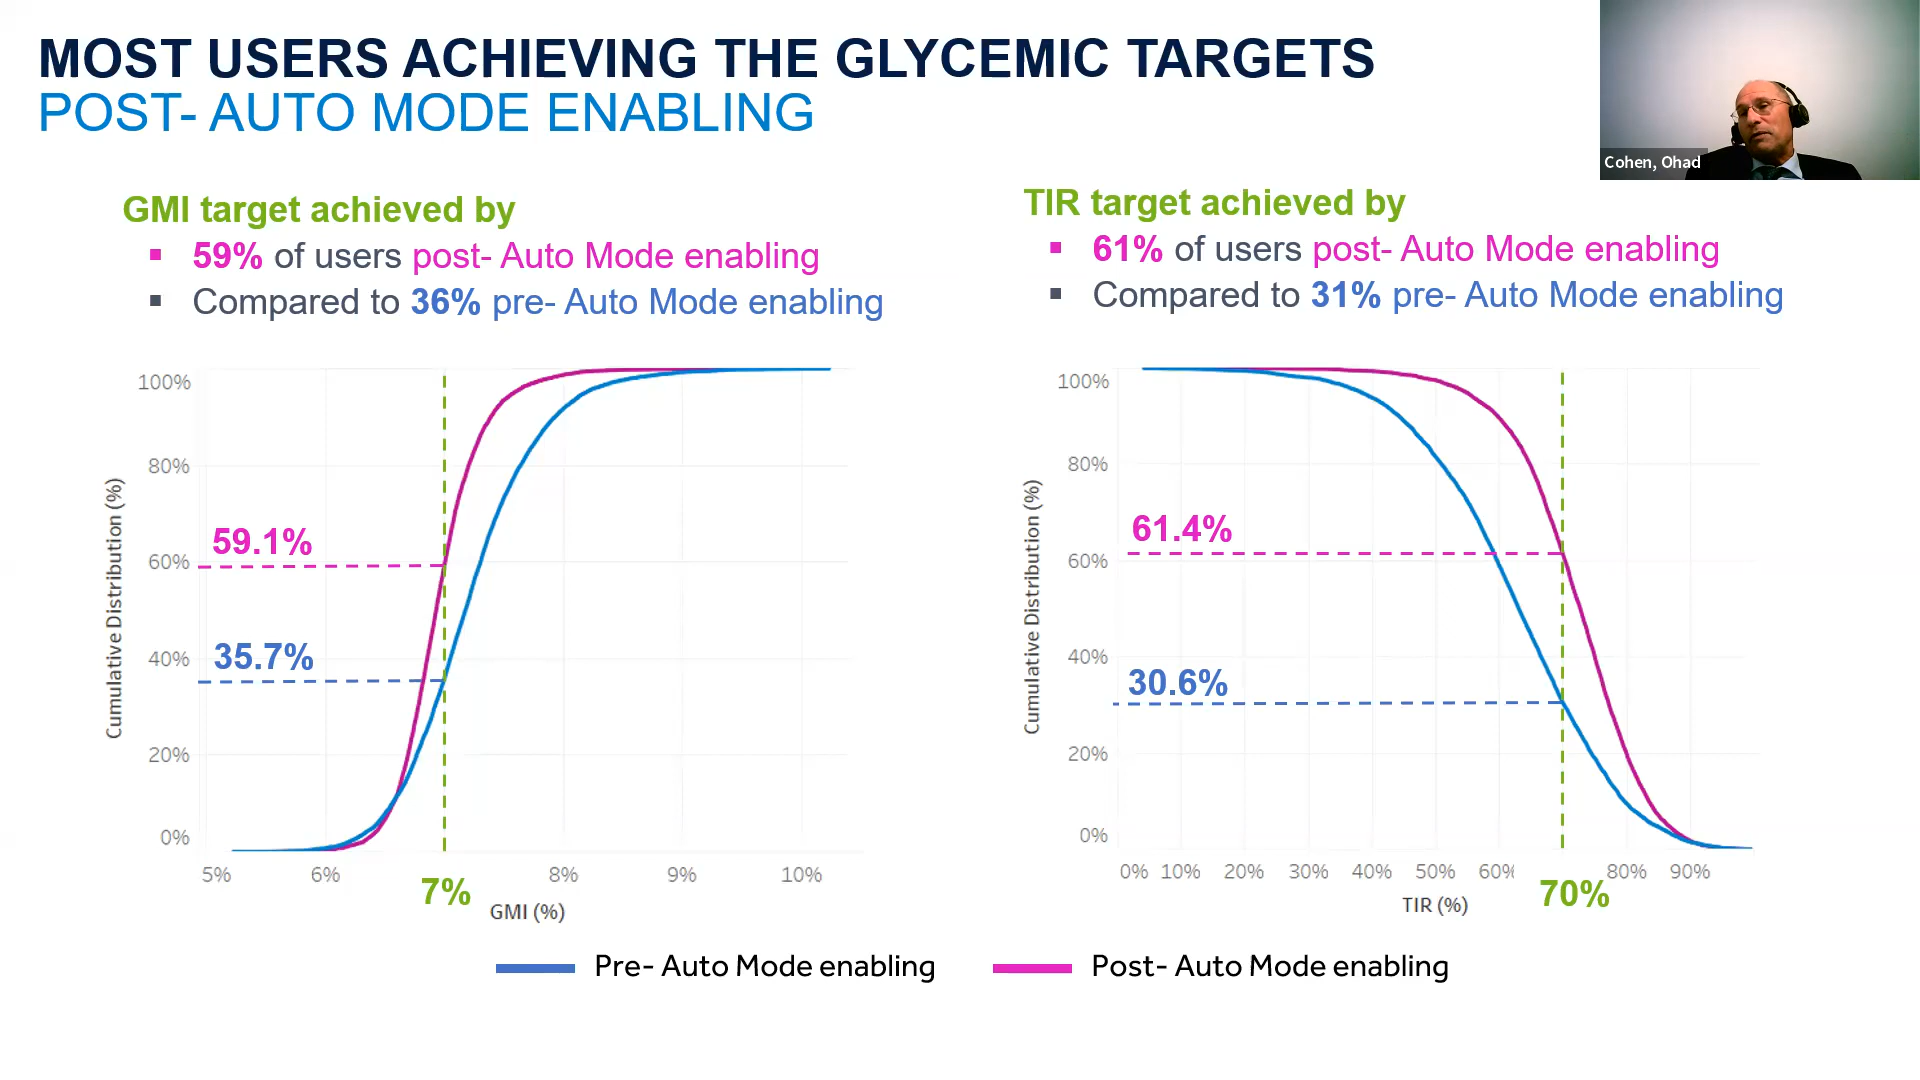 MOST USERS ACHIEVING THE GLYCEMIC TARGETS
POST- AUTO MODE ENABLING
Cohen, Ohad
GMI target achieved by
▪ 59% of users post- Auto Mode enabling
▪ Compared to 36% pre- Auto Mode enabling
TIR target achieved by
▪ 61% of users post- Auto Mode enabling
▪ Compared to 31% pre- Auto Mode enabling
Cumulative Distribution (%)
100%
80%
59.1%
60%
35.7%
40%
20%
0%
5% 6% 7% 8% 9% 10%
GMI (%)
Cumulative Distribution (%)
100%
80%
61.4%
60%
40%
30.6%
20%
0%
0% 10% 20% 30% 40% 50% 60% 70% 80% 90%
TIR (%)
Pre- Auto Mode enabling
Post- Auto Mode enabling